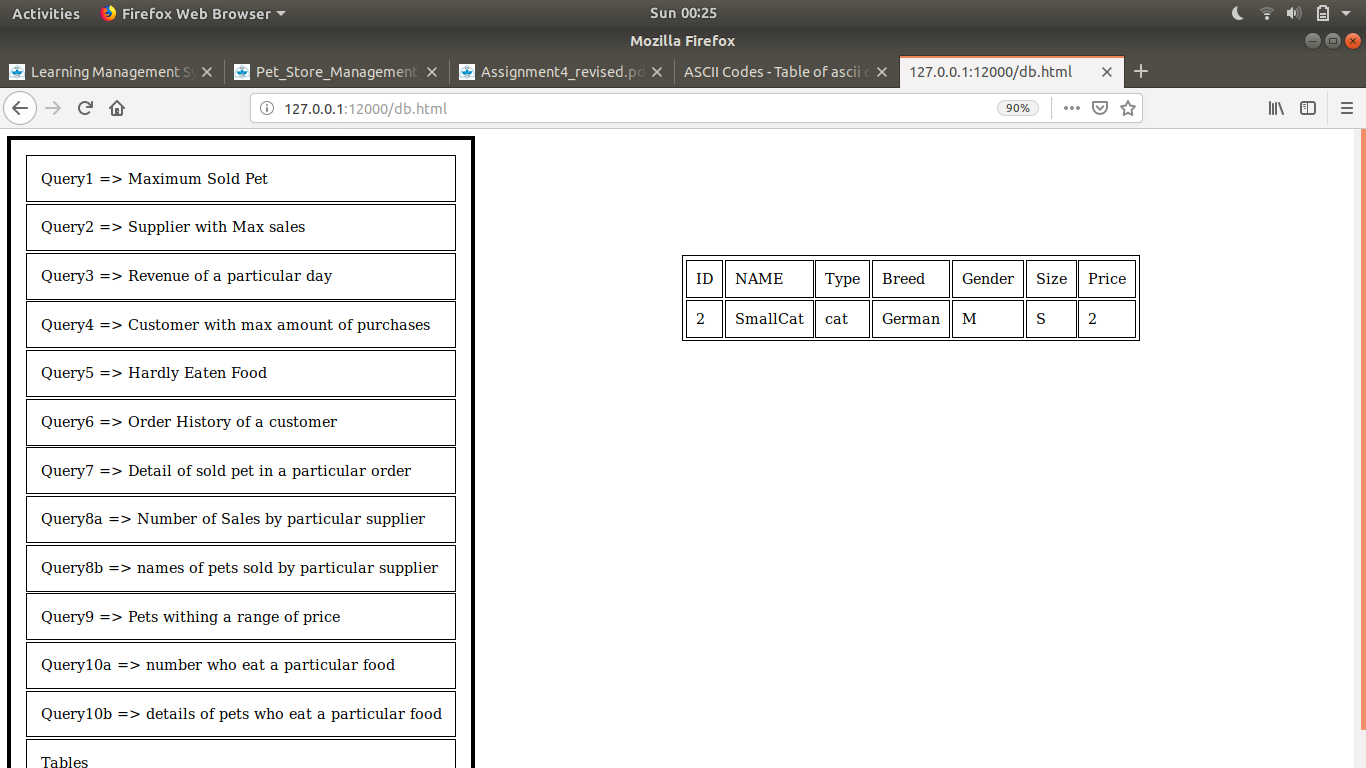 Activities Firefox Web Browser Sun 00:25
Mozilla Firefox
Learning Management Sy Pet_Store_Management Assignment4_revised.pd ASCII Codes - Table of ascii c 127.0.0.1:12000/db.html
127.0.0.1:12000/db.html 90%
Query1 => Maximum Sold Pet
Query2 => Supplier with Max sales
Query3 => Revenue of a particular day
Query4 => Customer with max amount of purchases
Query5 => Hardly Eaten Food
Query6 => Order History of a customer
Query7 => Detail of sold pet in a particular order
Query8a => Number of Sales by particular supplier
Query8b => names of pets sold by particular supplier
Query9 => Pets withing a range of price
Query10a => number who eat a particular food
Query10b => details of pets who eat a particular food
Tables
ID NAME Type Breed Gender Size Price
2 SmallCat cat German M S 2